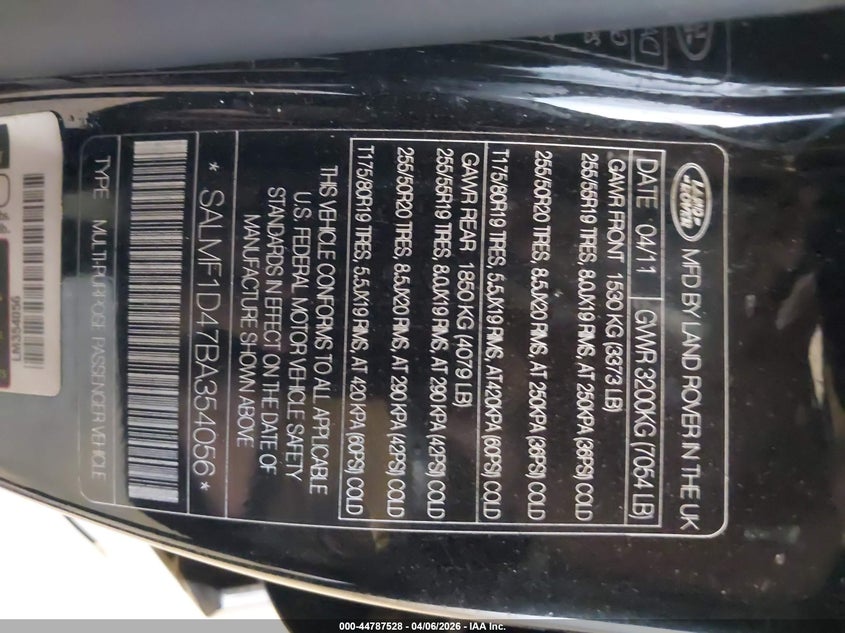 LAND ROVER
MFD BY LAND ROVER IN THE UK
DATE 04/11 GVWR 3200KG (7054 LB)
GAWR FRONT 1530 KG (3373 LB)
255/55R19 TIRES, 8.0JX19 RIMS, AT 250KPA (36PSI) COLD
255/50R20 TIRES, 8.5JX20 RIMS, AT 250KPA (36PSI) COLD
T175/80R19 TIRES, 5.5JX19 RIMS, AT 420KPA (60PSI) COLD
GAWR REAR 1850 KG (4079 LB)
255/55R19 TIRES, 8.0JX19 RIMS, AT 290 KPA (42PSI) COLD
255/50R20 TIRES, 8.5JX20 RIMS, AT 290 KPA (42PSI) COLD
T175/80R19 TIRES, 5.5JX19 RIMS, AT 420KPA (60PSI) COLD
THIS VEHICLE CONFORMS TO ALL APPLICABLE
U.S. FEDERAL MOTOR VEHICLE SAFETY
STANDARDS IN EFFECT ON THE DATE OF
MANUFACTURE SHOWN ABOVE
* SALMF1D47BA354056 *
TYPE MULTI-PURPOSE PASSENGER VEHICLE
LM354056
000-44787528 - 04/06/2026 - IAA Inc.